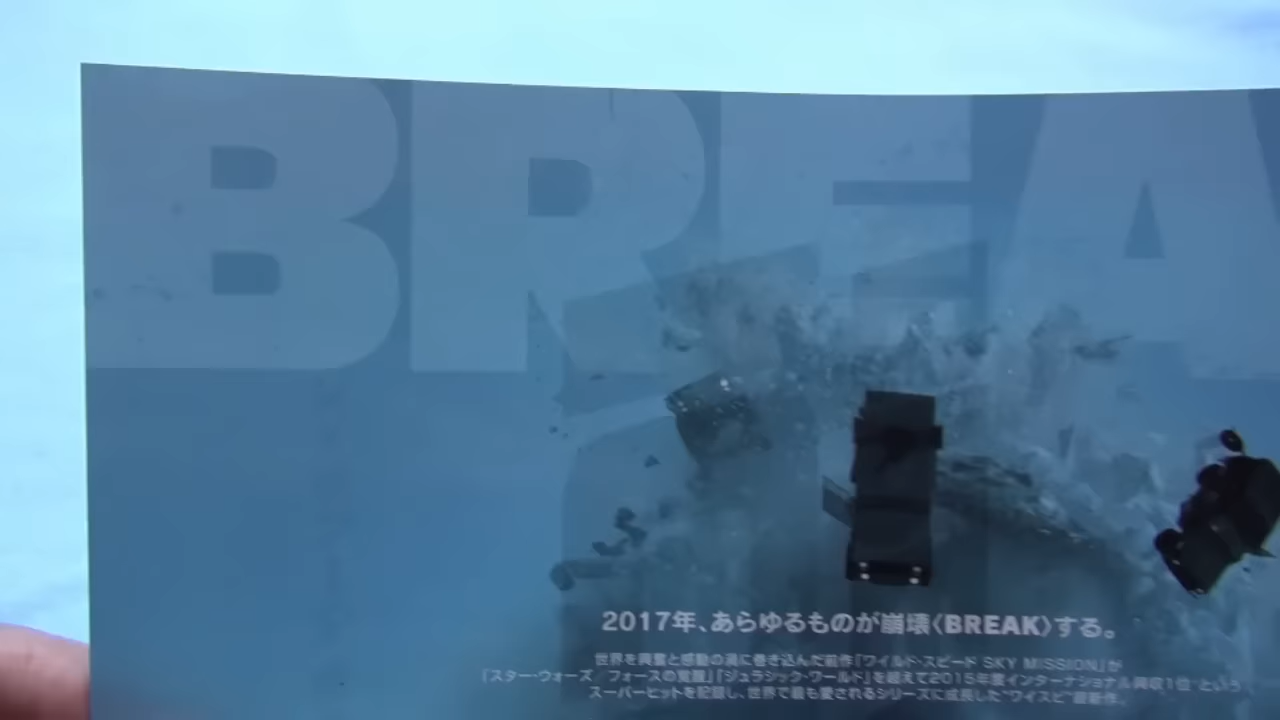 BREA
2017年、あらゆるものが崩壊〈BREAK〉する。
世界を興奮と感動の渦に巻き込んだ前作「ワイルド・スピード SKY MISSION」が
「スター・ウォーズ／フォースの覚醒」「ジュラシック・ワールド」を超えて2015年度インターナショナル興収1位 という
スーパーヒットを記録し、世界で最も愛されるシリーズに成長した"ワイスピ"最新作。